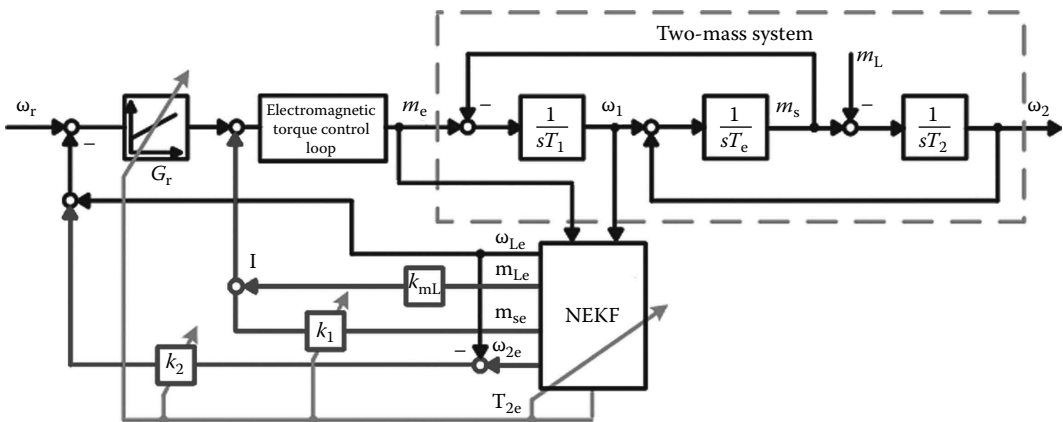 Two-mass system
m_L
ω_r
−
G_r
Electromagnetic
torque control
loop
m_e
−
1
sT_1
ω_1
1
sT_e
m_s
−
1
sT_2
ω_2
ω_Le
I
k_mL
m_Le
k_1
m_se
NEKF
k_2
−
ω_2e
T_2e